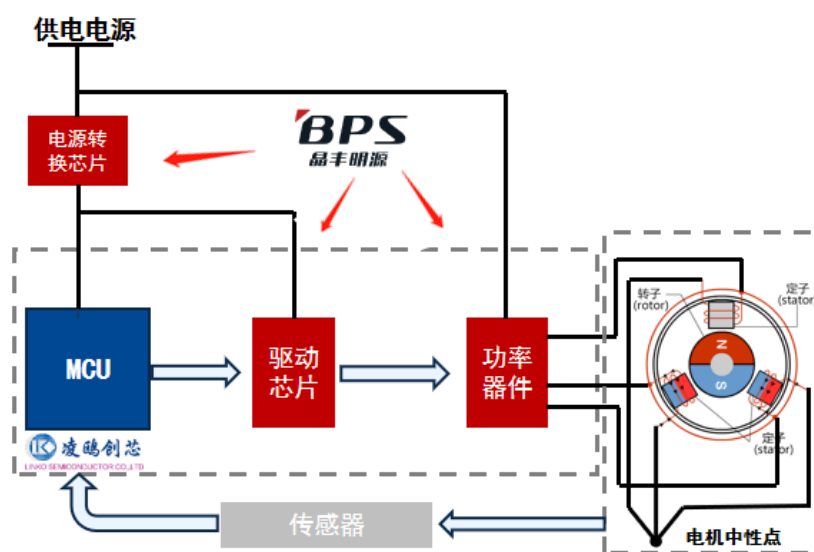 供电电源
电源转
换芯片
BPS
晶丰明源
MCU
驱动
芯片
功率
器件
转子
(rotor)
定子
(stator)
N
S
定子
(stator)
凌鸥创芯
LINKO SEMICONDUCTOR CO.,LTD
传感器
电机中性点